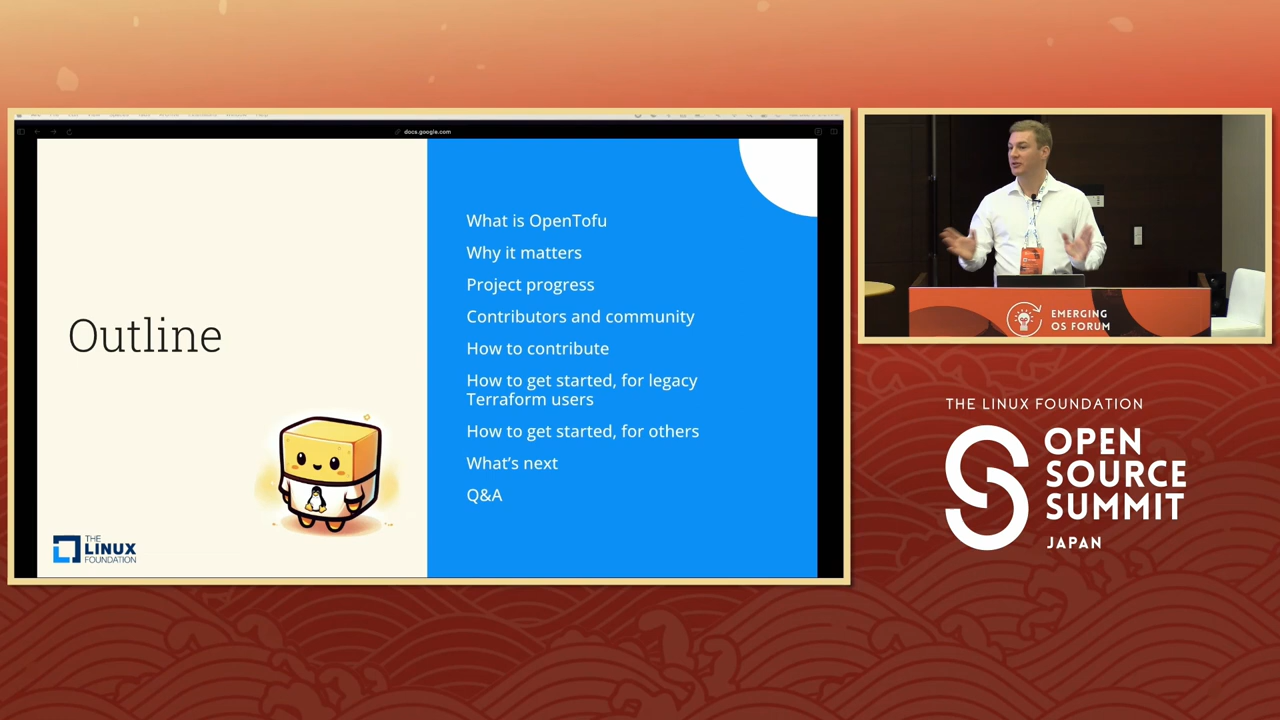 docs.google.com
Outline
THE
LINUX
FOUNDATION
What is OpenTofu
Why it matters
Project progress
Contributors and community
How to contribute
How to get started, for legacy
Terraform users
How to get started, for others
What's next
Q&A
EMERGING
OS FORUM
THE LINUX FOUNDATION
OPEN
SOURCE
SUMMIT
JAPAN